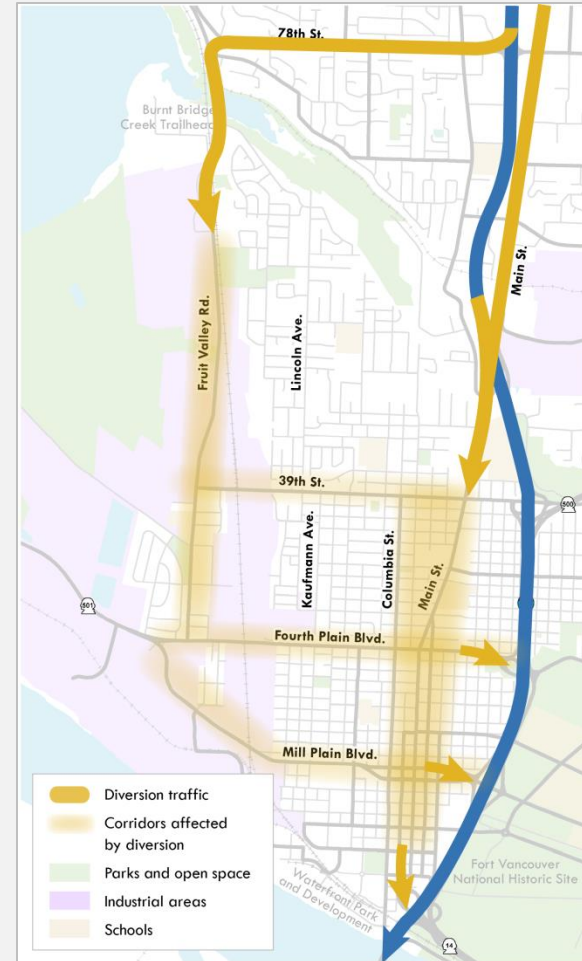 78th St.
Burnt Bridge
Creek Trailhead
Main St.
Fruit Valley Rd.
Lincoln Ave.
39th St.
500
Kaufmann Ave.
Columbia St.
Main St.
501
Fourth Plain Blvd.
Mill Plain Blvd.
Diversion traffic
Corridors affected
by diversion
Parks and open space
Industrial areas
Schools
Fort Vancouver
National Historic Site
Waterfront Park
and Development
14